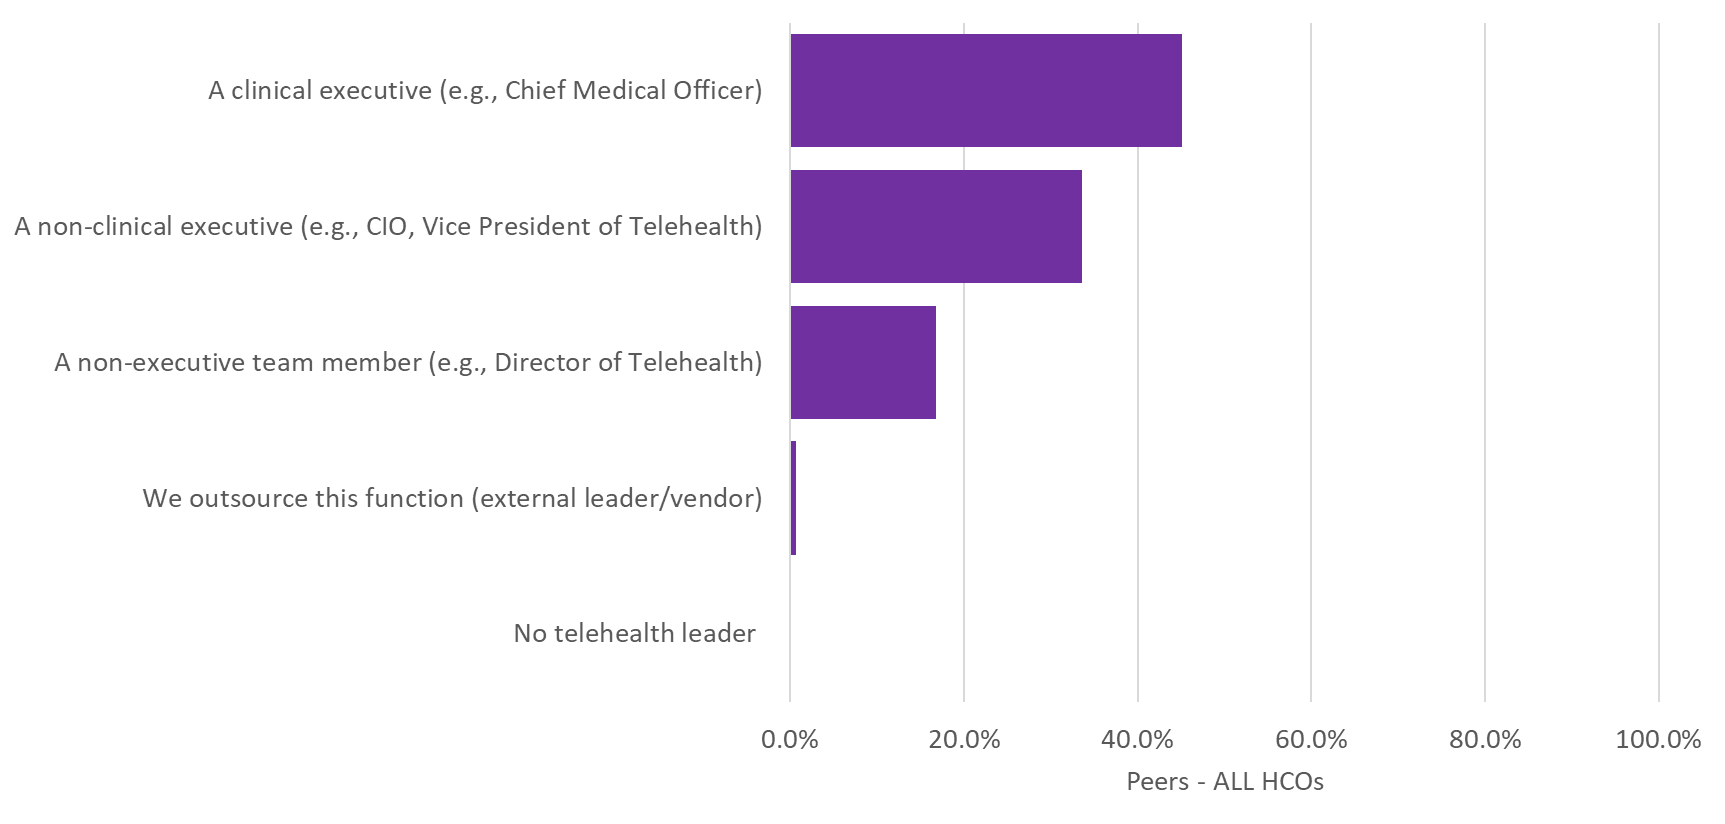 A clinical executive (e.g., Chief Medical Officer)
A non-clinical executive (e.g., CIO, Vice President of Telehealth)
A non-executive team member (e.g., Director of Telehealth)
We outsource this function (external leader/vendor)
No telehealth leader
0.0% 20.0% 40.0% 60.0% 80.0% 100.0%
Peers - ALL HCOs